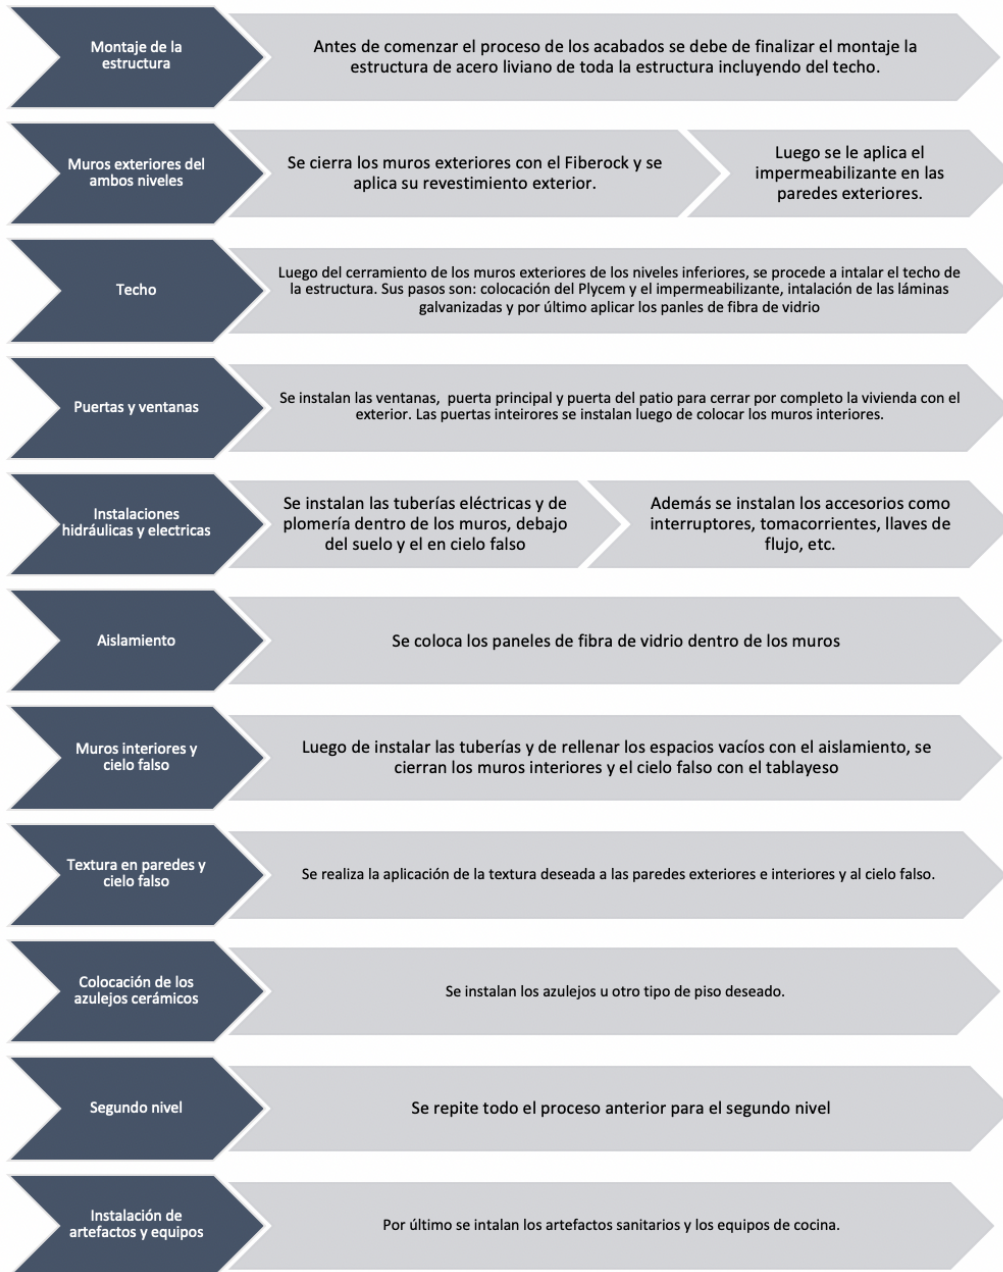 Montaje de la
estructura
Antes de comenzar el proceso de los acabados se debe de finalizar el montaje la
estructura de acero liviano de toda la estructura incluyendo del techo.
Muros exteriores del
ambos niveles
Se cierra los muros exteriores con el Fiberock y se
aplica su revestimiento exterior.
Luego se le aplica el
impermeabilizante en las
paredes exteriores.
Techo
Luego del cerramiento de los muros exteriores de los niveles inferiores, se procede a intalar el techo de
la estructura. Sus pasos son: colocación del Plycem y el impermeabilizante, intalación de las láminas
galvanizadas y por último aplicar los panles de fibra de vidrio
Puertas y ventanas
Se instalan las ventanas, puerta principal y puerta del patio para cerrar por completo la vivienda con el
exterior. Las puertas inteirores se instalan luego de colocar los muros interiores.
Instalaciones
hidráulicas y electricas
Se instalan las tuberías eléctricas y de
plomería dentro de los muros, debajo
del suelo y el en cielo falso
Además se instalan los accesorios como
interruptores, tomacorrientes, llaves de
flujo, etc.
Aislamiento
Se coloca los paneles de fibra de vidrio dentro de los muros
Muros interiores y
cielo falso
Luego de instalar las tuberías y de rellenar los espacios vacíos con el aislamiento, se
cierran los muros interiores y el cielo falso con el tablayeso
Textura en paredes y
cielo falso
Se realiza la aplicación de la textura deseada a las paredes exteriores e interiores y al cielo falso.
Colocación de los
azulejos cerámicos
Se instalan los azulejos u otro tipo de piso deseado.
Segundo nivel
Se repite todo el proceso anterior para el segundo nivel
Instalación de
artefactos y equipos
Por último se intalan los artefactos sanitarios y los equipos de cocina.